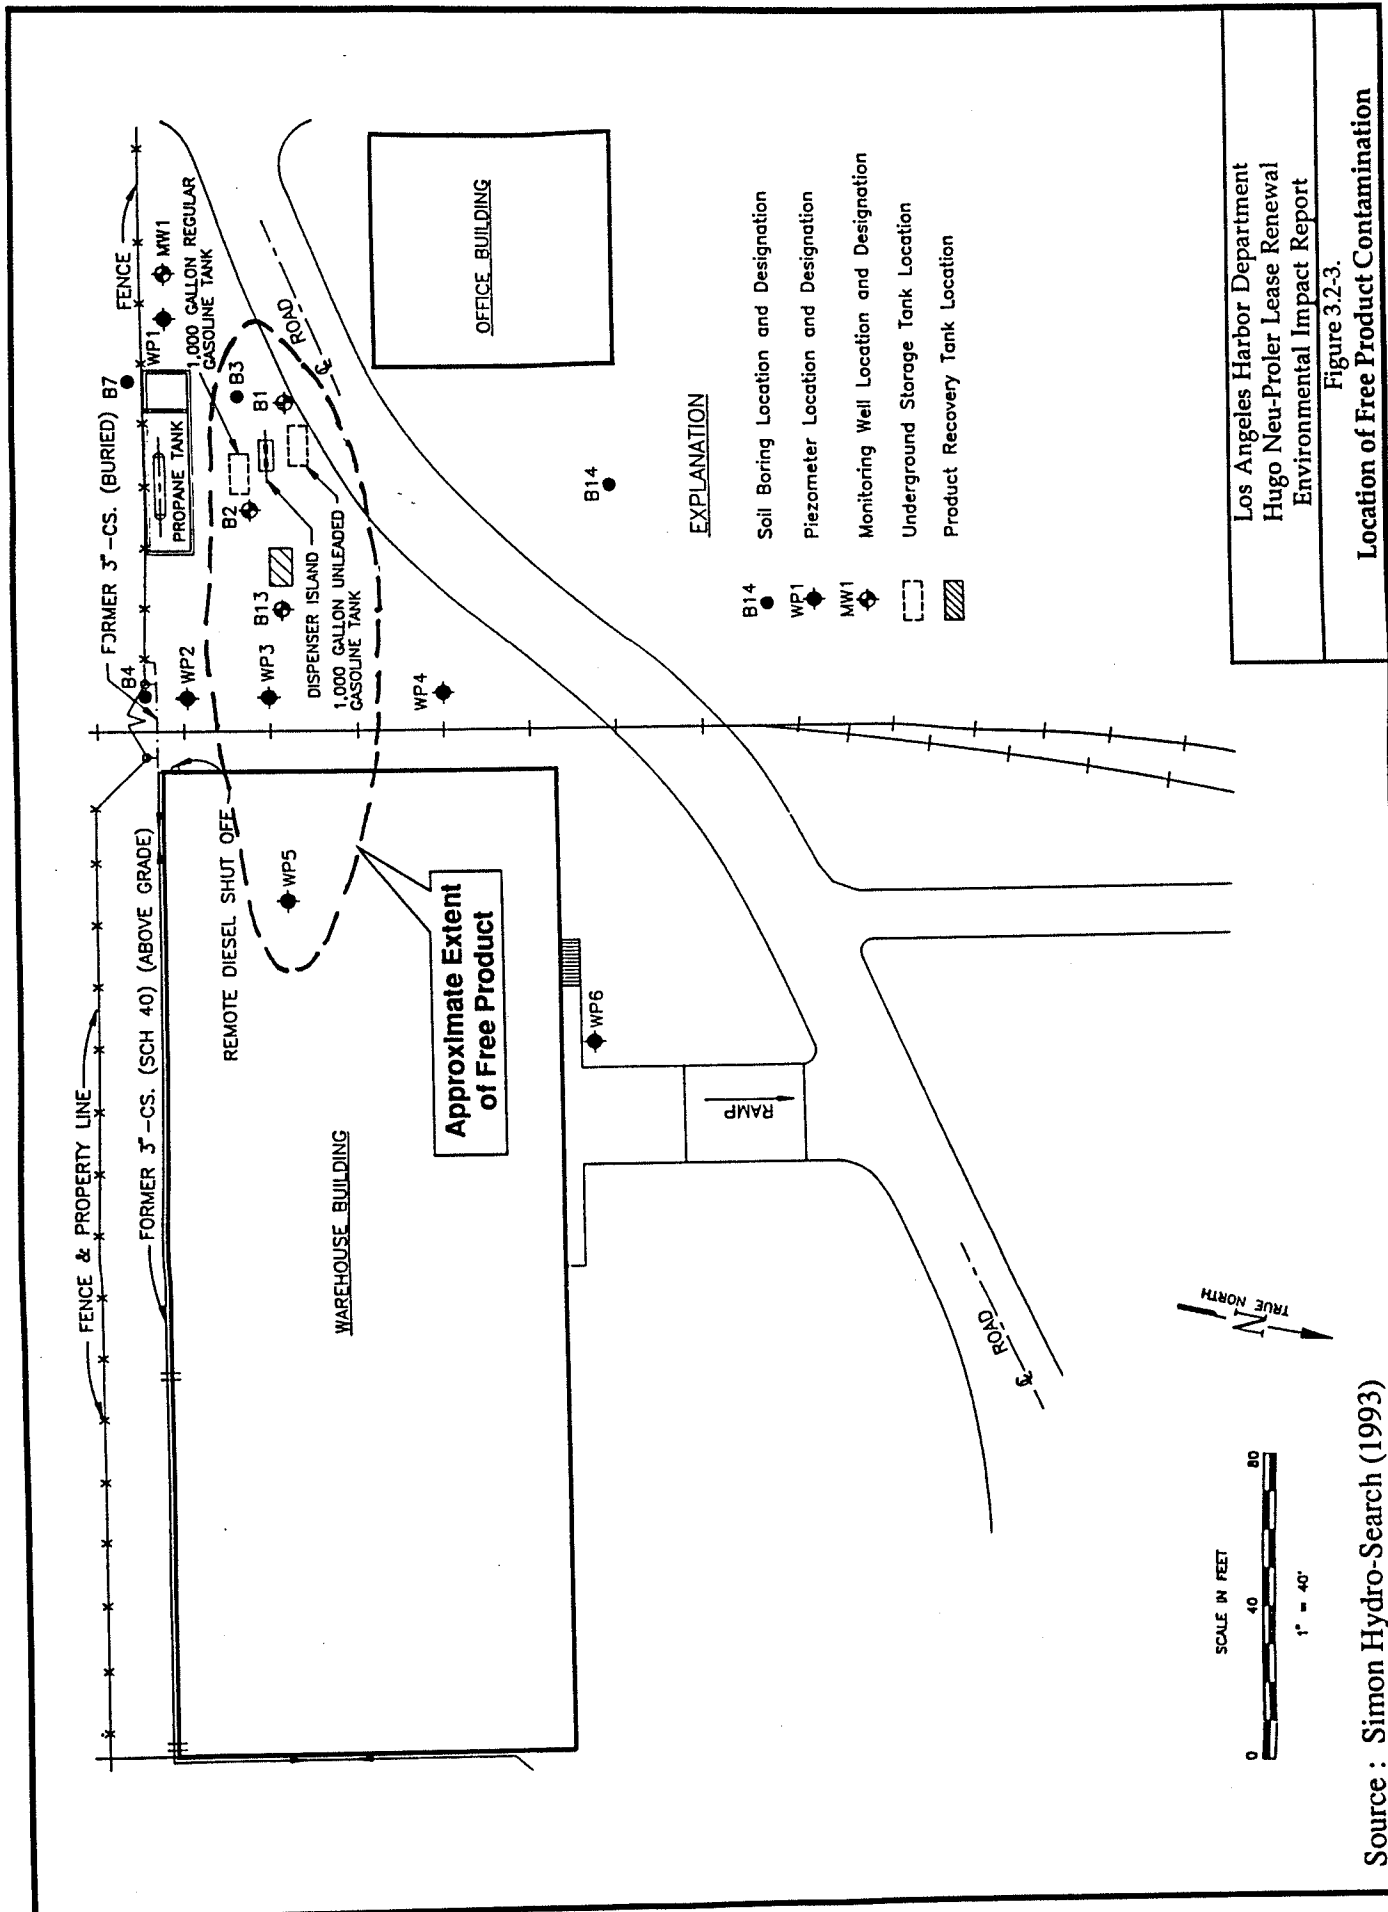 FENCE & PROPERTY LINE
FORMER 3"-CS. (SCH 40) (ABOVE GRADE)
REMOTE DIESEL SHUT OFF
WAREHOUSE BUILDING
Approximate Extent
of Free Product
WP5
WP6
RAMP
ROAD
FORMER 3"-CS. (BURIED)
B4
WP2
WP3
WP4
B7
FENCE
WP1
MW1
PROPANE TANK
1,000 GALLON REGULAR
GASOLINE TANK
B2
B3
B1
B13
DISPENSER ISLAND
1,000 GALLON UNLEADED
GASOLINE TANK
ROAD
OFFICE BUILDING
B14
EXPLANATION
B14 Soil Boring Location and Designation
WP1 Piezometer Location and Designation
MW1 Monitoring Well Location and Designation
Underground Storage Tank Location
Product Recovery Tank Location
N
TRUE NORTH
SCALE IN FEET
0 40 80
1" = 40'
Los Angeles Harbor Department
Hugo Neu-Proler Lease Renewal
Environmental Impact Report
Figure 3.2-3.
Location of Free Product Contamination
Source : Simon Hydro-Search (1993)